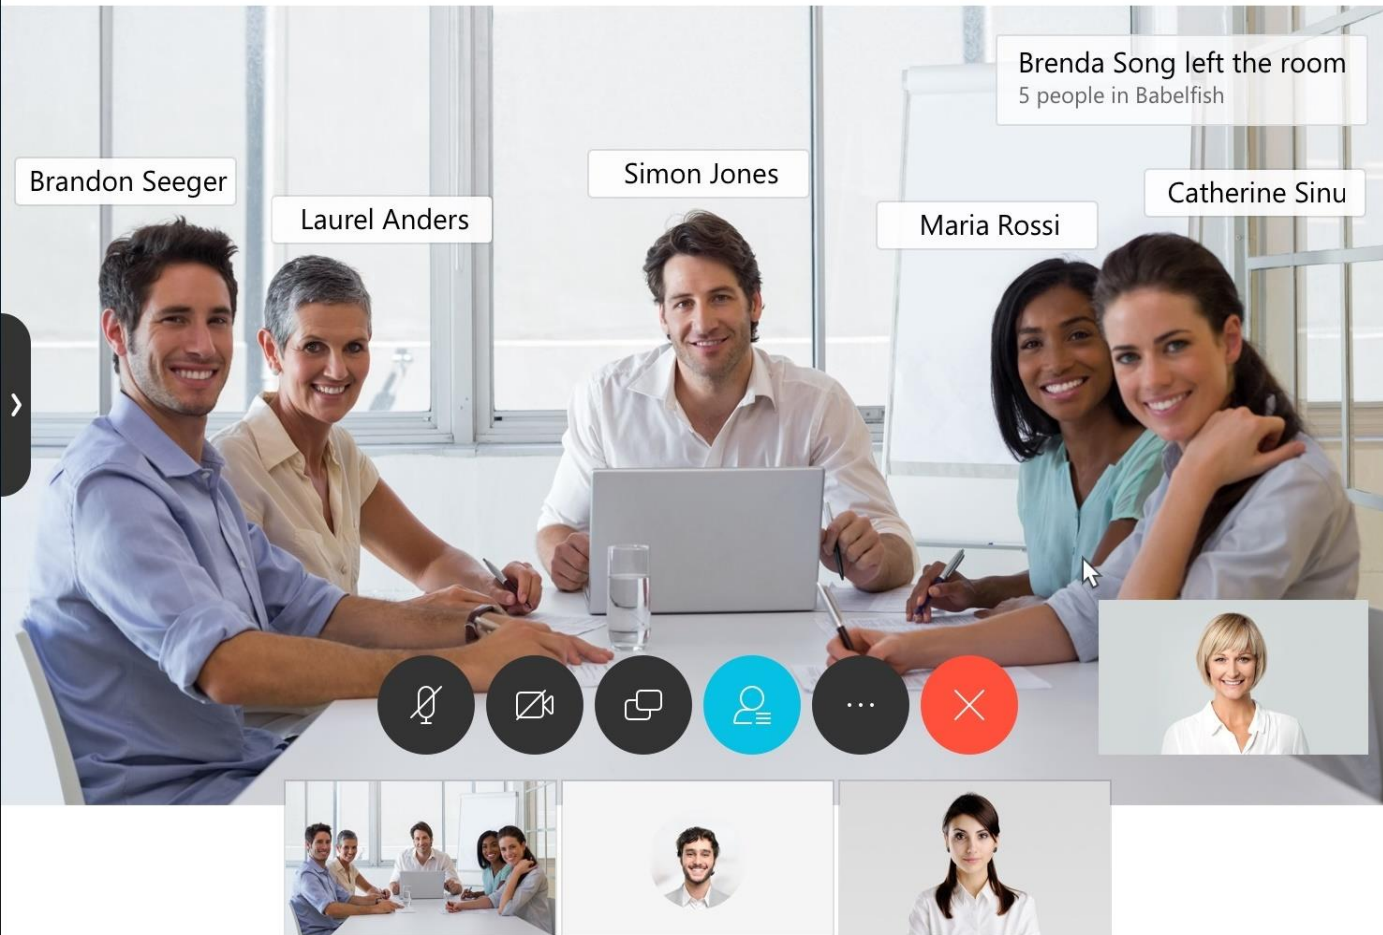 Brenda Song left the room
5 people in Babelfish
Brandon Seeger
Laurel Anders
Simon Jones
Maria Rossi
Catherine Sinu